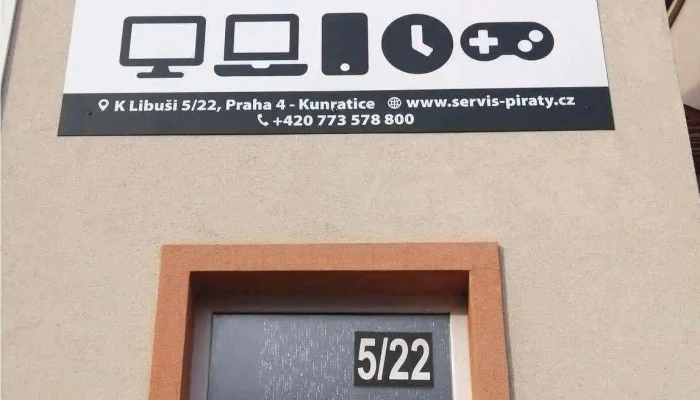 K Libuši 5/22, Praha 4 - Kunratice www.servis-piraty.cz
+420 773 578 800
5/22